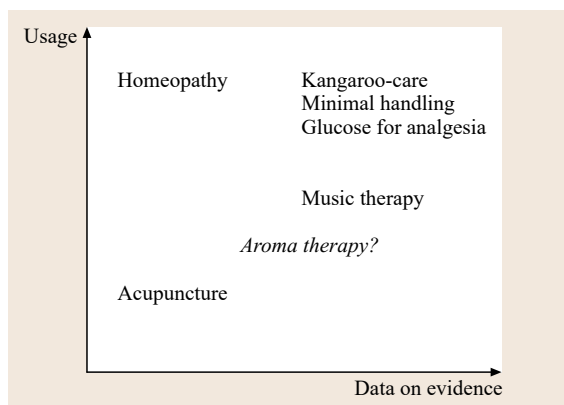 Usage
Homeopathy
Kangaroo-care
Minimal handling
Glucose for analgesia
Music therapy
Aroma therapy?
Acupuncture
Data on evidence